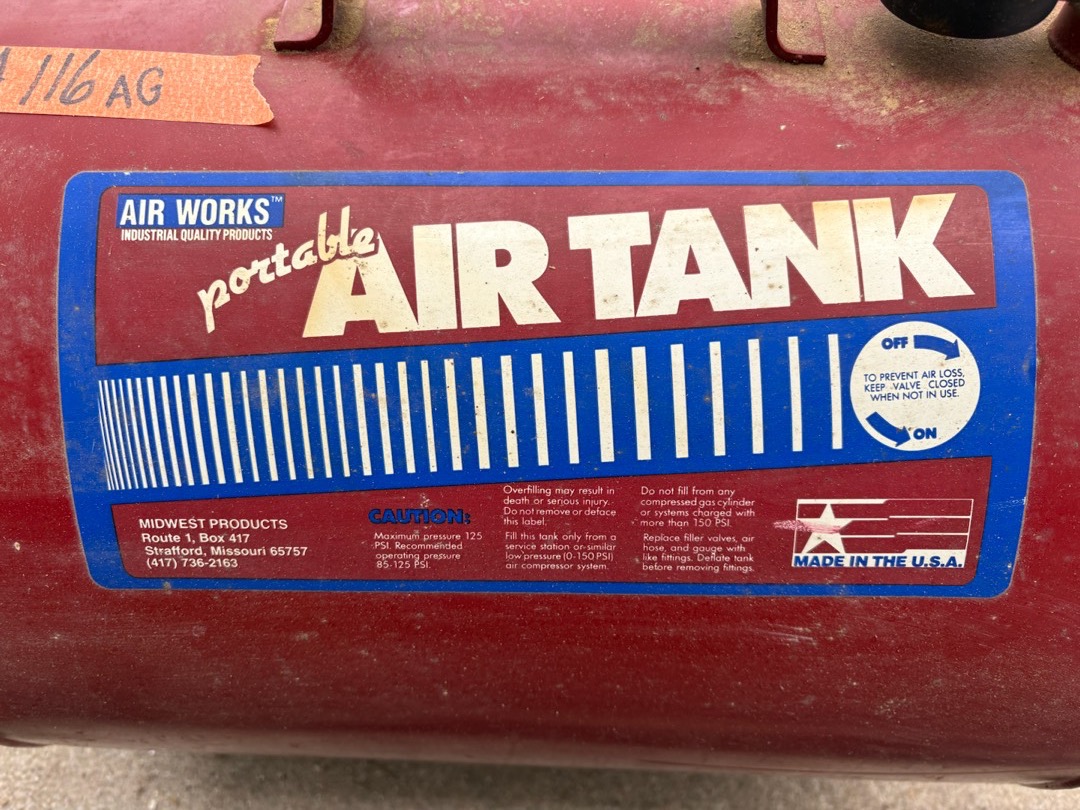 116 AG
AIR WORKS™
INDUSTRIAL QUALITY PRODUCTS
portable
AIR TANK
OFF
TO PREVENT AIR LOSS,
KEEP VALVE CLOSED
WHEN NOT IN USE.
ON
MIDWEST PRODUCTS
Route 1, Box 417
Strafford, Missouri 65757
(417) 736-2163
CAUTION:
Maximum pressure 125
PSI. Recommended
operating pressure
85-125 PSI.
Overfilling may result in
death or serious injury.
Do not remove or deface
this label.
Fill this tank only from a
service station or similar
low pressure (0-150 PSI)
air compressor system.
Do not fill from any
compressed gas cylinder
or systems charged with
more than 150 PSI.
Replace filler valves, air
hose, and gauge with
like fittings. Deflate tank
before removing fittings.
MADE IN THE U.S.A.